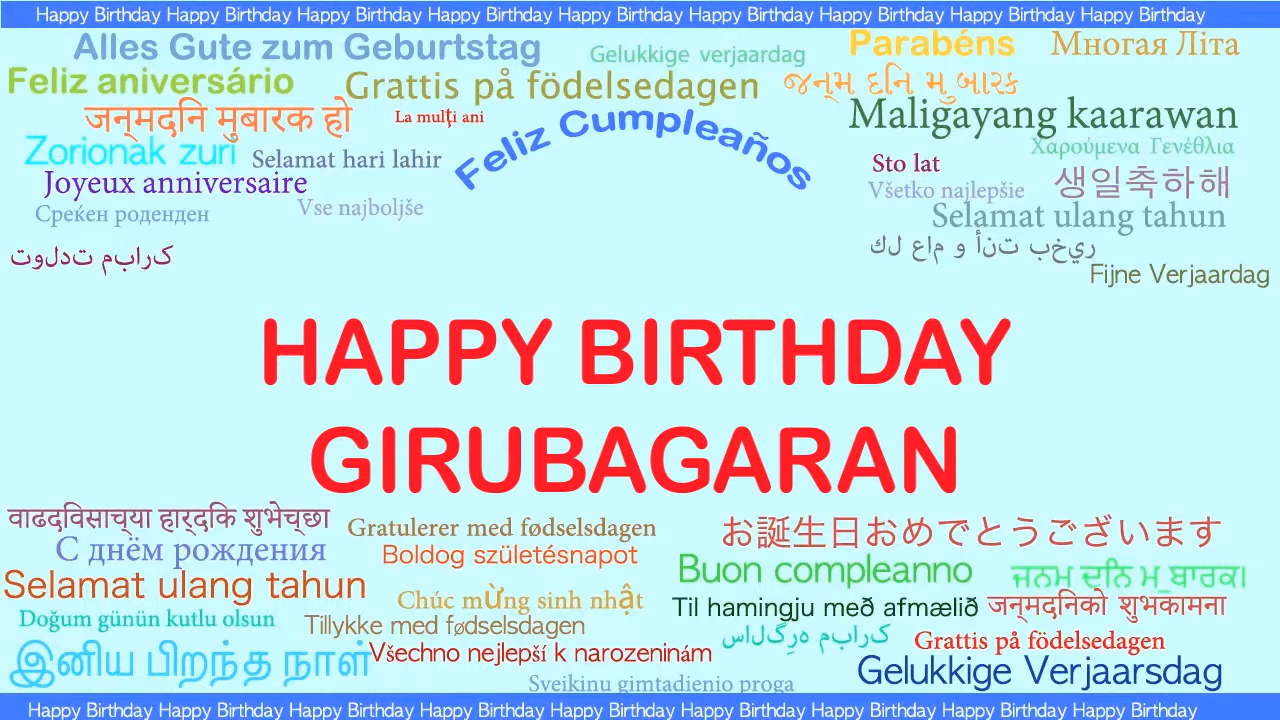 Happy Birthday Happy Birthday Happy Birthday Happy Birthday Happy Birthday Happy Birthday Happy Birthday Happy Birthday Happy Birthday
Alles Gute zum Geburtstag
Gelukkige verjaardag
Parabéns
Многая Літа
Feliz aniversário
Grattis på födelsedagen
જન્મ દનિ મુબારક
जन्मदनि मुबारक हो
La mulţi ani
Feliz Cumpleaños
Maligayang kaarawan
Zorionak zuri
Selamat hari lahir
Χαρούμενα Γενέθλια
Sto lat
Joyeux anniversaire
Všetko najlepšie
생일축하해
Среќен роденден
Vse najboljše
Selamat ulang tahun
تولدت مبارک
كل عام و أنت بخير
Fijne Verjaardag
HAPPY BIRTHDAY
GIRUBAGARAN
वाढदविसाच्या हार्दकि शुभेच्छा
Gratulerer med fødselsdagen
お誕生日おめでとうございます
С днём рождения
Boldog születésnapot
Buon compleanno
ਜਨਮ ਦਨਿ ਮੁਬਾਰਕ।
Selamat ulang tahun
Chúc mừng sinh nhật
Til hamingju með afmælið
जन्मदनिको शुभकामना
Doğum günün kutlu olsun
Tillykke med fødselsdagen
سالگرِہ مبارک
Grattis på födelsedagen
இனிய பிறந்த நாள்
Všechno nejlepší k narozeninám
Gelukkige Verjaarsdag
Sveikinu gimtadienio proga
Happy Birthday Happy Birthday Happy Birthday Happy Birthday Happy Birthday Happy Birthday Happy Birthday Happy Birthday Happy Birthday